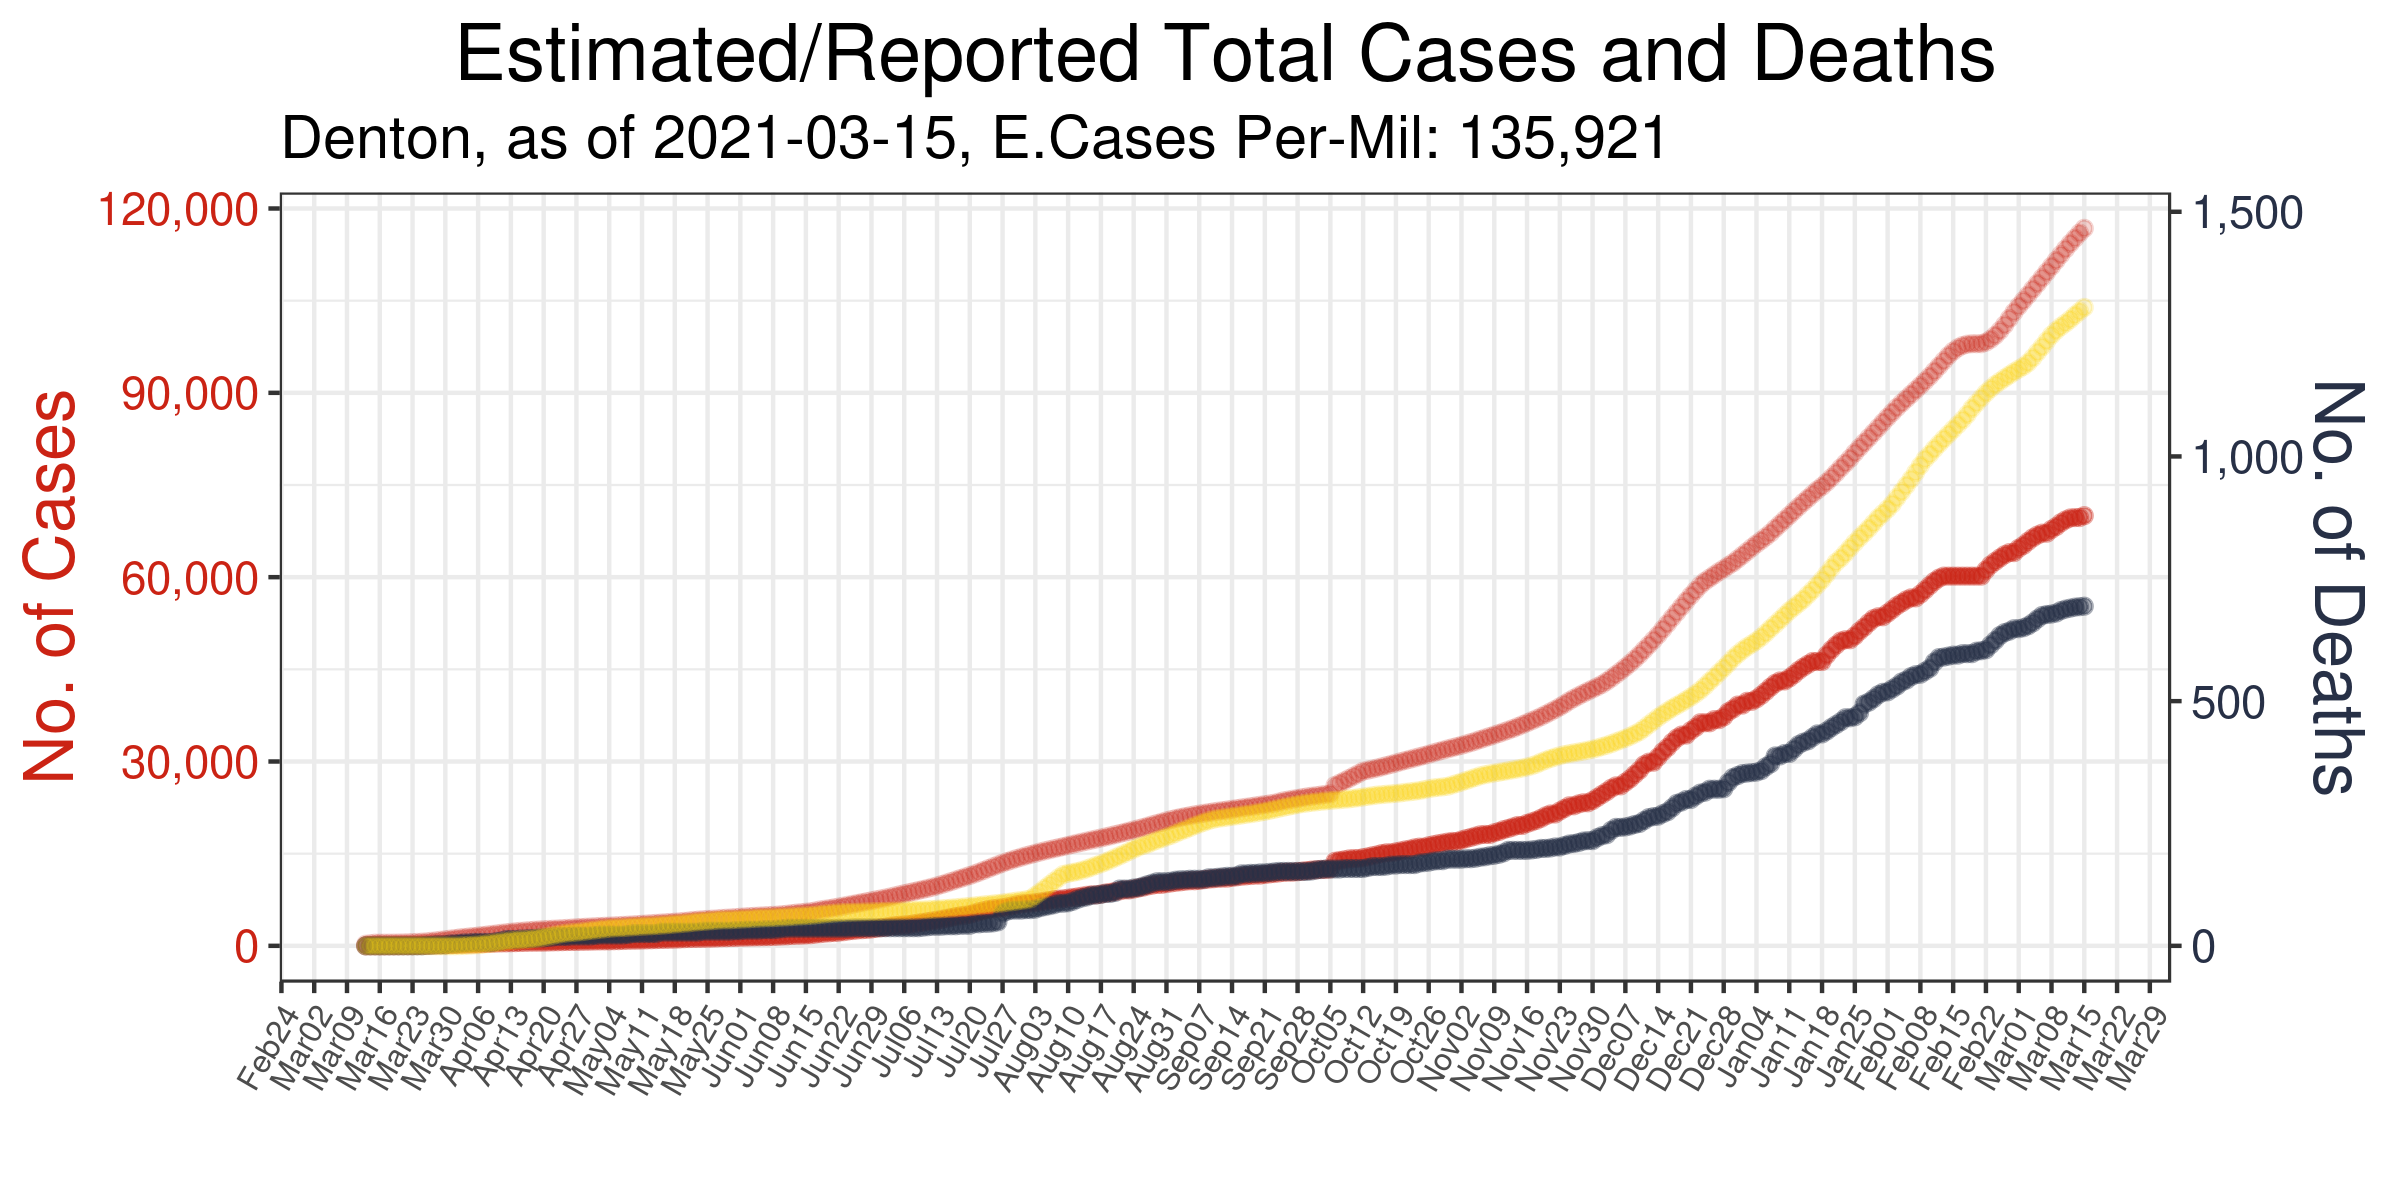 Estimated/Reported Total Cases and Deaths
Denton, as of 2021-03-15, E.Cases Per-Mil: 135,921
No. of Cases
120,000
90,000
60,000
30,000
0
1,500
1,000
500
0
No. of Deaths
Feb24
Mar02
Mar09
Mar16
Mar23
Mar30
Apr06
Apr13
Apr20
Apr27
May04
May11
May18
May25
Jun01
Jun08
Jun15
Jun22
Jun29
Jul06
Jul13
Jul20
Jul27
Aug03
Aug10
Aug17
Aug24
Aug31
Sep07
Sep14
Sep21
Sep28
Oct05
Oct12
Oct19
Oct26
Nov02
Nov09
Nov16
Nov23
Nov30
Dec07
Dec14
Dec21
Dec28
Jan04
Jan11
Jan18
Jan25
Feb01
Feb08
Feb15
Feb22
Mar01
Mar08
Mar15
Mar22
Mar29